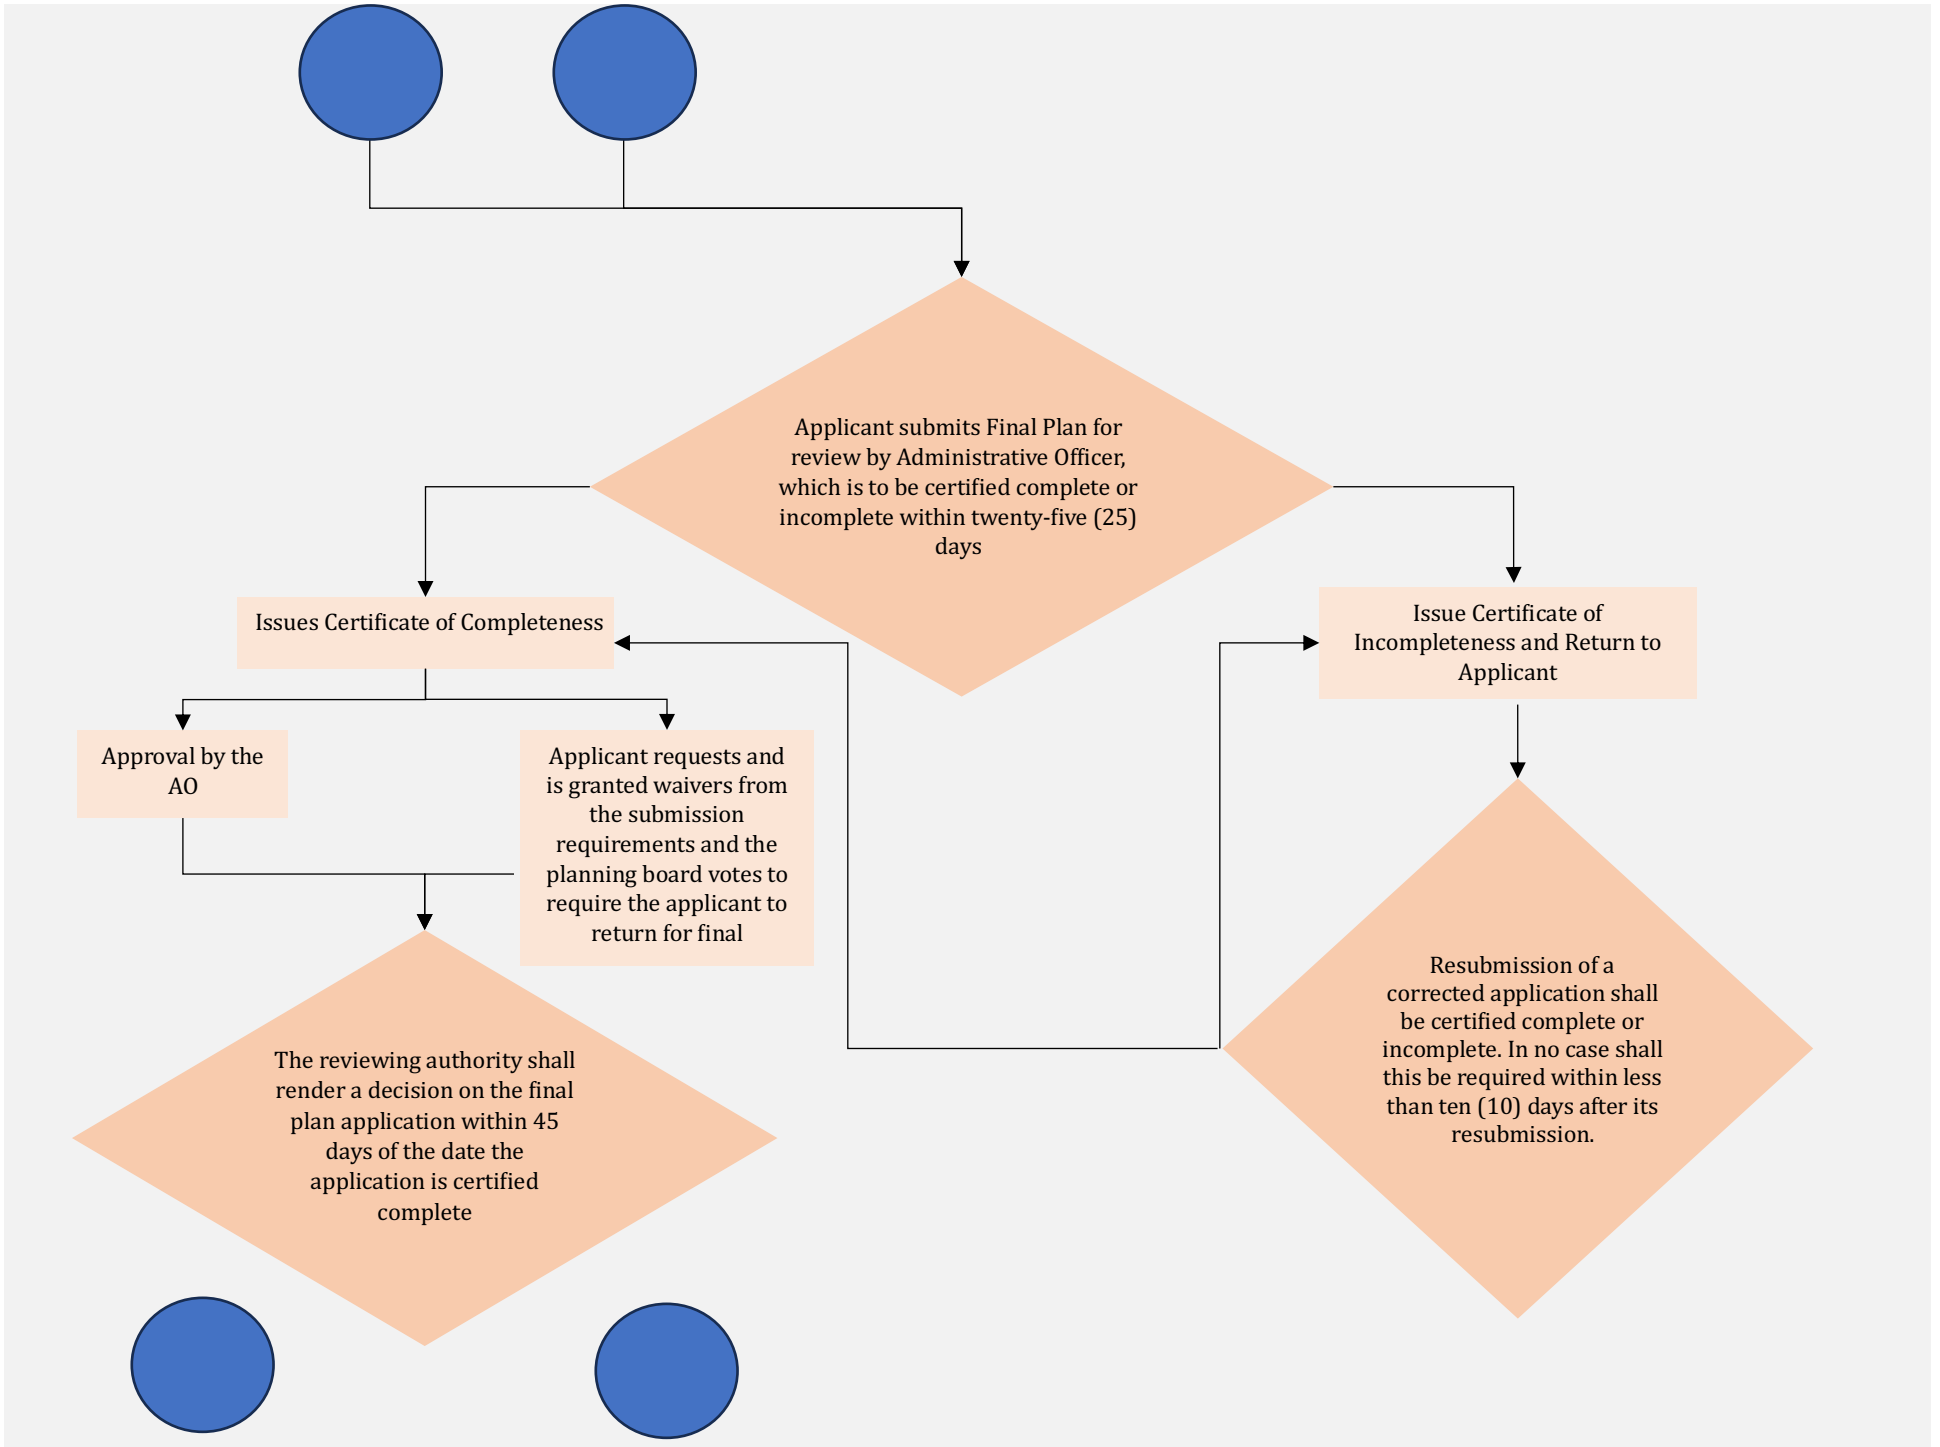 Applicant submits Final Plan for
review by Administrative Officer,
which is to be certified complete or
incomplete within twenty-five (25)
days
Issues Certificate of Completeness
Issue Certificate of
Incompleteness and Return to
Applicant
Approval by the
AO
Applicant requests and
is granted waivers from
the submission
requirements and the
planning board votes to
require the applicant to
return for final
Resubmission of a
corrected application shall
be certified complete or
incomplete. In no case shall
this be required within less
than ten (10) days after its
resubmission.
The reviewing authority shall
render a decision on the final
plan application within 45
days of the date the
application is certified
complete